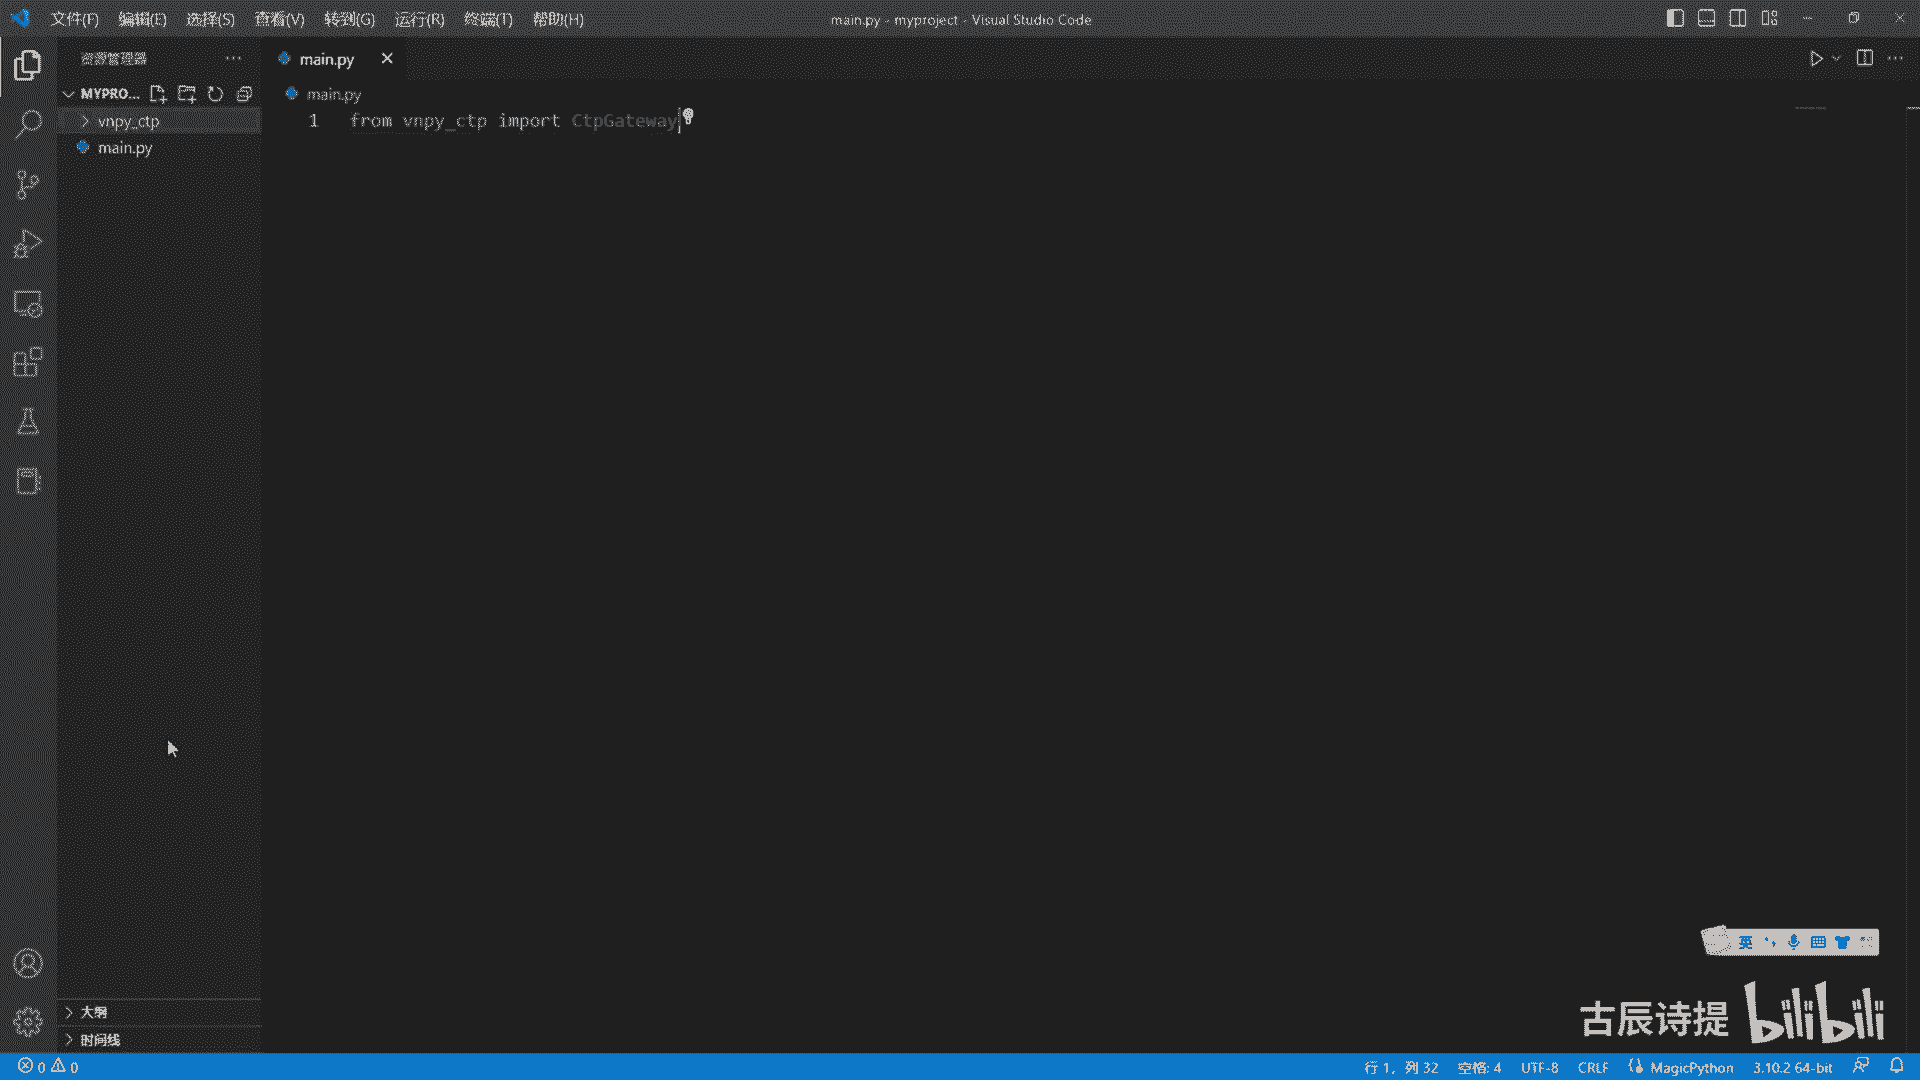 文件(F) 编辑(E) 选择(S) 查看(V) 转到(G) 运行(R) 终端(T) 帮助(H) main.py - myproject - Visual Studio Code
资源管理器 main.py
MYPRO... main.py
vnpy_ctp
1 from vnpy_ctp import CtpGateway
main.py
英
古辰诗提 bilibili
大纲
时间线
0 0 行 1，列 32 空格: 4 UTF-8 CRLF MagicPython 3.10.2 64-bit